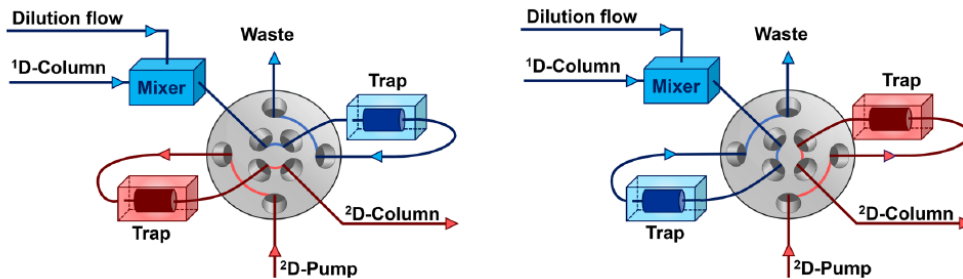 Dilution flow
Waste
¹D-Column
Mixer
Trap
Trap
²D-Column
²D-Pump
Dilution flow
Waste
¹D-Column
Mixer
Trap
Trap
²D-Column
²D-Pump